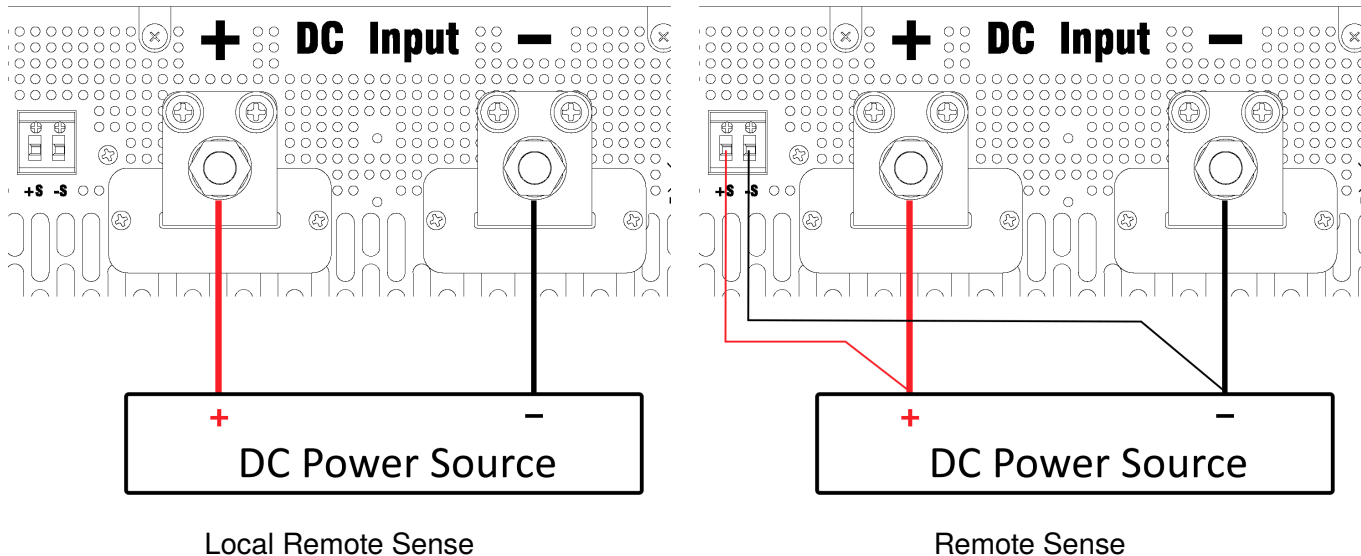 + DC Input −
+S -S
+ −
DC Power Source
Local Remote Sense
+ DC Input −
+S -S
+ −
DC Power Source
Remote Sense